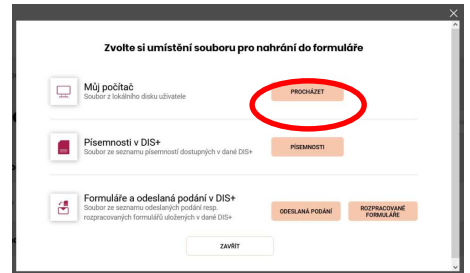 Zvolte si umístění souboru pro nahrání do formuláře
Můj počítač
Soubor z lokálního disku uživatele
PROCHÁZET
Písemnosti v DIS+
Soubor ze seznamu písemností dostupných v dané DIS+
PÍSEMNOSTI
Formuláře a odeslaná podání v DIS+
Soubor ze seznamu odeslaných podání resp.
rozpracovaných formulářů uložených v dané DIS+
ODESLANÁ PODÁNÍ
ROZPRACOVANÉ
FORMULÁŘE
ZAVŘÍT